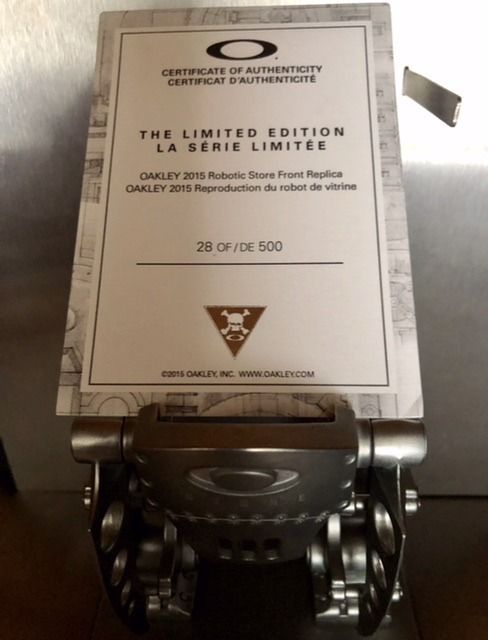 CERTIFICATE OF AUTHENTICITY
CERTIFICAT D'AUTHENTICITÉ
THE LIMITED EDITION
LA SÉRIE LIMITÉE
OAKLEY 2015 Robotic Store Front Replica
OAKLEY 2015 Reproduction du robot de vitrine
28 OF/DE 500
©2015 OAKLEY, INC. WWW.OAKLEY.COM